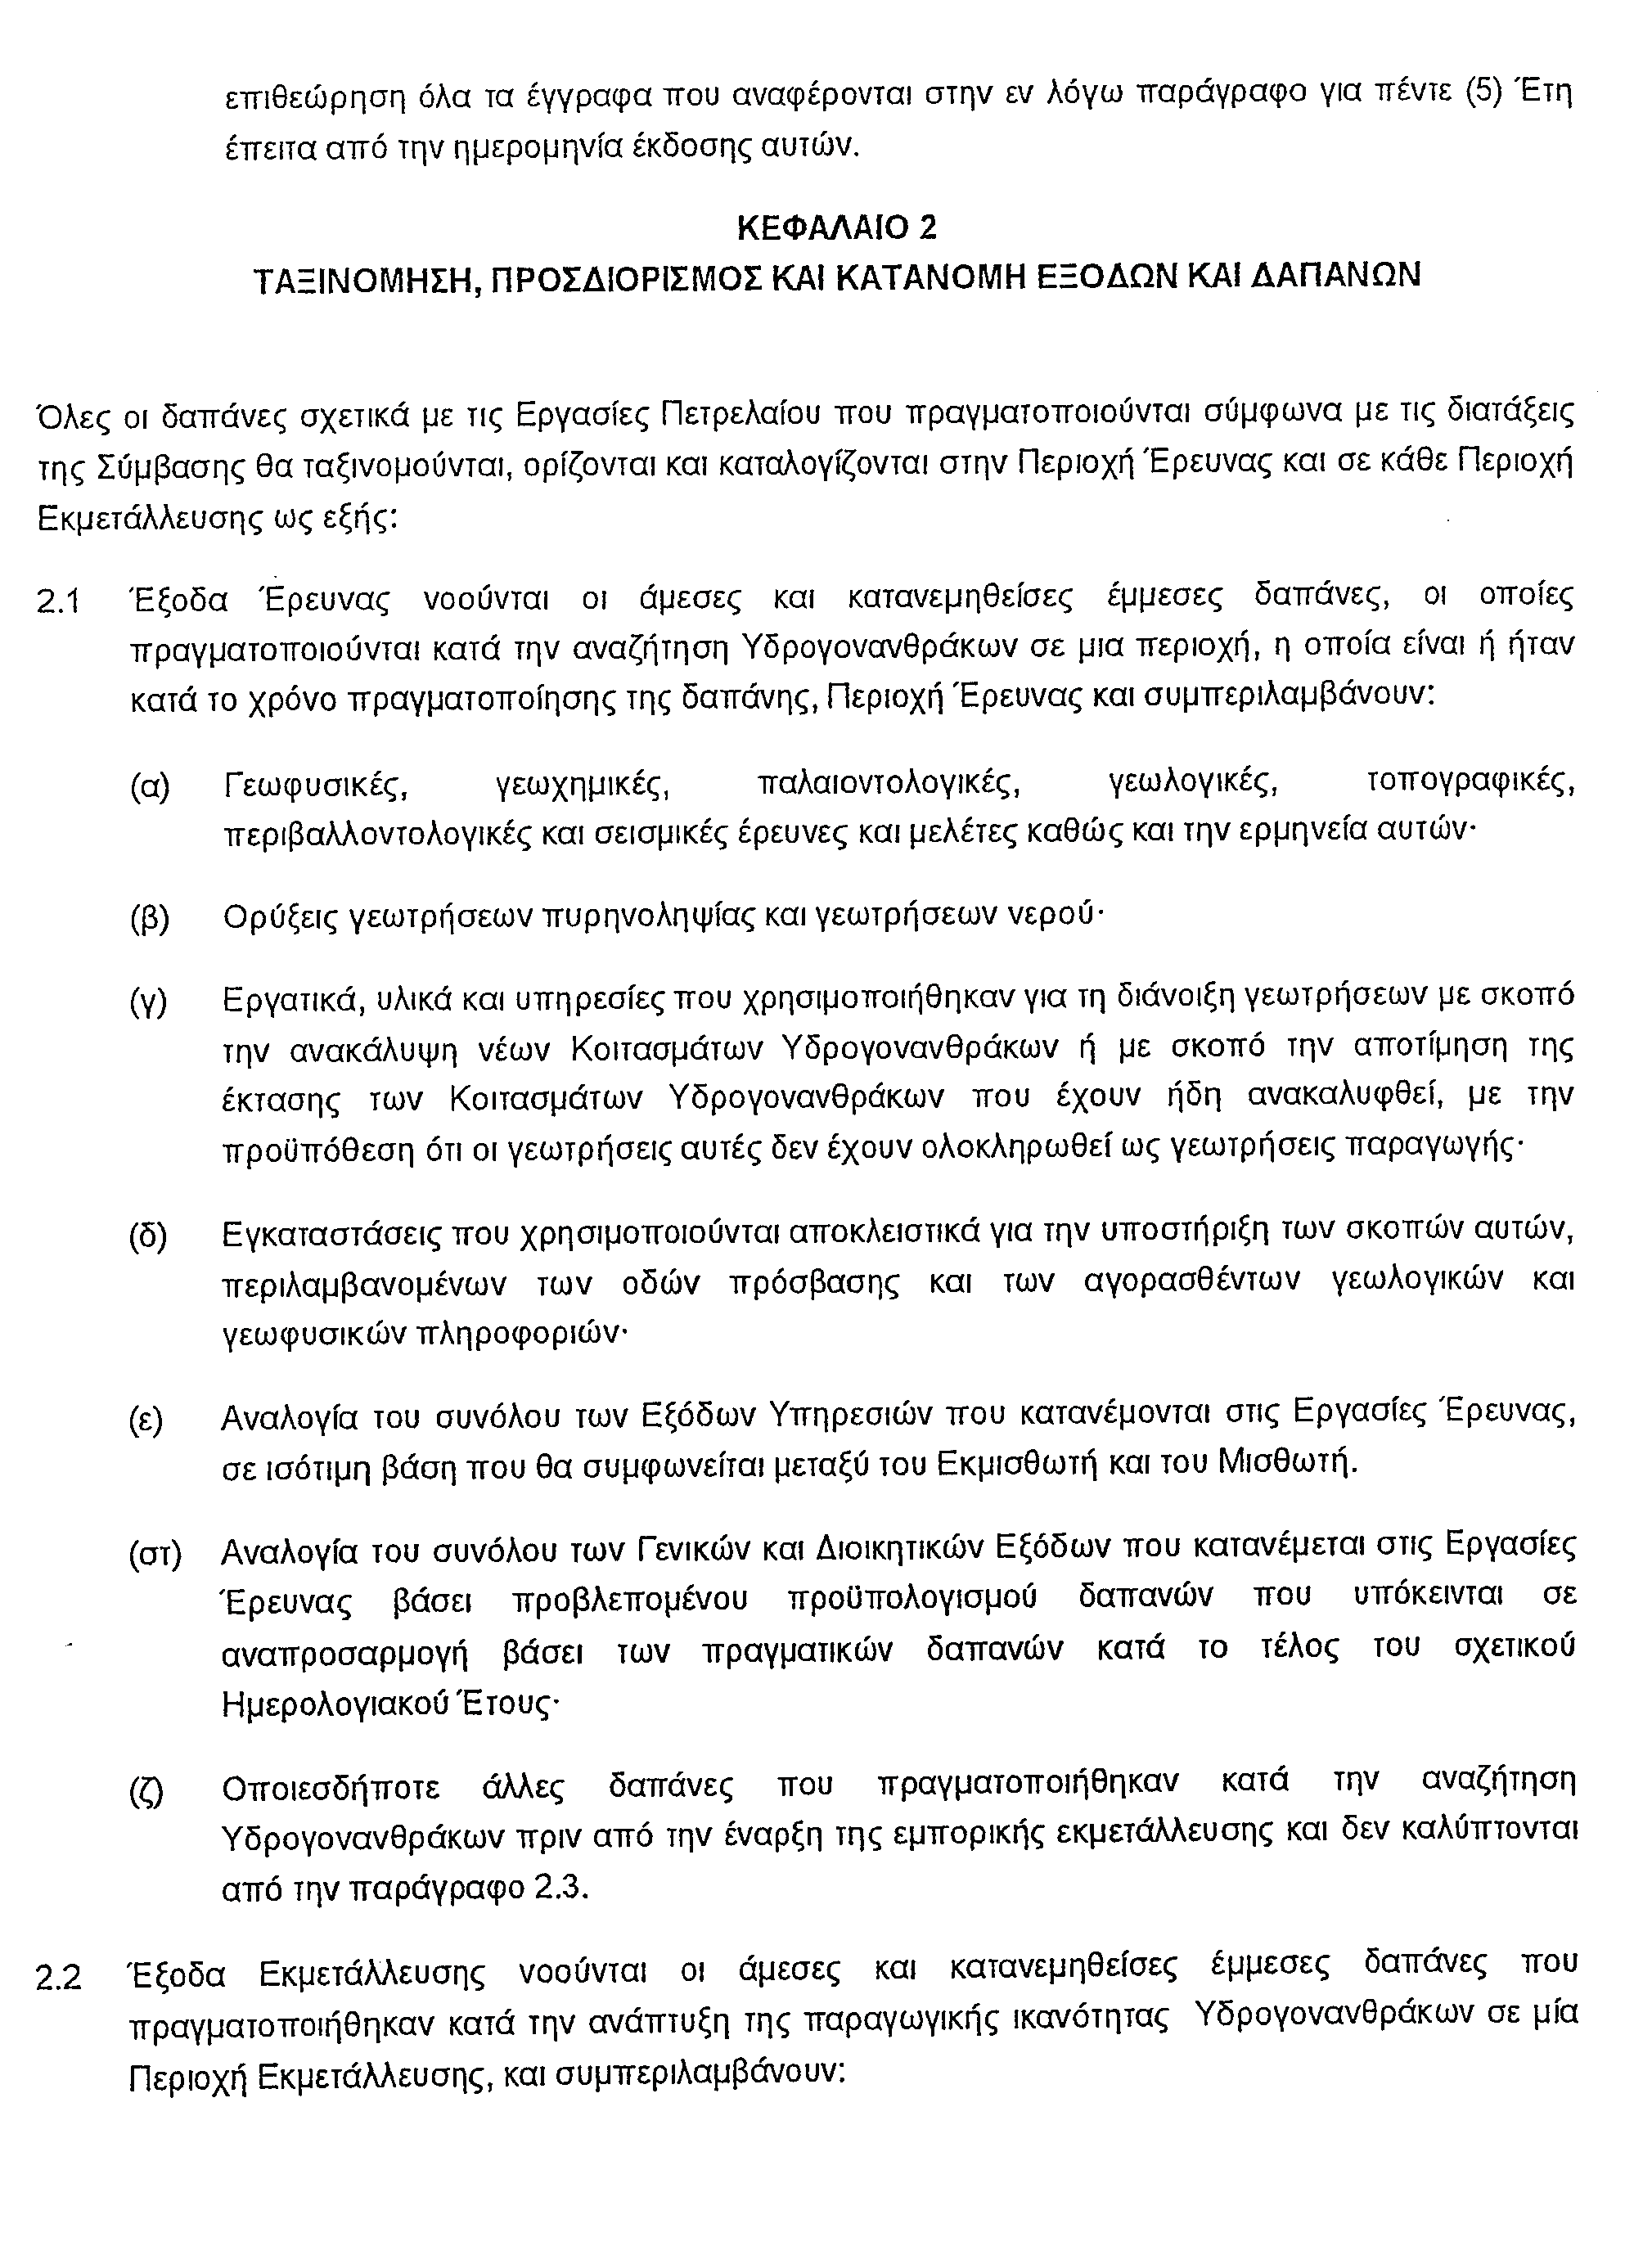 επιθεώρηση όλα τα έγγραφα που αναφέρονται στην εν λόγω παράγραφο για πέντε (5) Έτη
έπειτα από την ημερομηνία έκδοσης αυτών.
ΚΕΦΑΛΑΙΟ 2
ΤΑΞΙΝΟΜΗΣΗ, ΠΡΟΣΔΙΟΡΙΣΜΟΣ ΚΑΙ ΚΑΤΑΝΟΜΗ ΕΞΟΔΩΝ ΚΑΙ ΔΑΠΑΝΩΝ
Όλες οι δαπάνες σχετικά με τις Εργασίες Πετρελαίου που πραγματοποιούνται σύμφωνα με τις διατάξεις
της Σύμβασης θα ταξινομούνται, ορίζονται και καταλογίζονται στην Περιοχή Έρευνας και σε κάθε Περιοχή
Εκμετάλλευσης ως εξής:
2.1 Έξοδα Έρευνας νοούνται οι άμεσες και κατανεμηθείσες έμμεσες δαπάνες, οι οποίες
πραγματοποιούνται κατά την αναζήτηση Υδρογονανθράκων σε μια περιοχή, η οποία είναι ή ήταν
κατά το χρόνο πραγματοποίησης της δαπάνης, Περιοχή Έρευνας και συμπεριλαμβάνουν:
(α) Γεωφυσικές, γεωχημικές, παλαιοντολογικές, γεωλογικές, τοπογραφικές,
περιβαλλοντολογικές και σεισμικές έρευνες και μελέτες καθώς και την ερμηνεία αυτών·
(β) Ορύξεις γεωτρήσεων πυρηνοληψίας και γεωτρήσεων νερού·
(γ) Εργατικά, υλικά και υπηρεσίες που χρησιμοποιήθηκαν για τη διάνοιξη γεωτρήσεων με σκοπό
την ανακάλυψη νέων Κοιτασμάτων Υδρογονανθράκων ή με σκοπό την αποτίμηση της
έκτασης των Κοιτασμάτων Υδρογονανθράκων που έχουν ήδη ανακαλυφθεί, με την
προϋπόθεση ότι οι γεωτρήσεις αυτές δεν έχουν ολοκληρωθεί ως γεωτρήσεις παραγωγής·
(δ) Εγκαταστάσεις που χρησιμοποιούνται αποκλειστικά για την υποστήριξη των σκοπών αυτών,
περιλαμβανομένων των οδών πρόσβασης και των αγορασθέντων γεωλογικών και
γεωφυσικών πληροφοριών·
(ε) Αναλογία του συνόλου των Εξόδων Υπηρεσιών που κατανέμονται στις Εργασίες Έρευνας,
σε ισότιμη βάση που θα συμφωνείται μεταξύ του Εκμισθωτή και του Μισθωτή.
(στ) Αναλογία του συνόλου των Γενικών και Διοικητικών Εξόδων που κατανέμεται στις Εργασίες
Έρευνας βάσει προβλεπομένου προϋπολογισμού δαπανών που υπόκεινται σε
αναπροσαρμογή βάσει των πραγματικών δαπανών κατά το τέλος του σχετικού
Ημερολογιακού Έτους·
(ζ) Οποιεσδήποτε άλλες δαπάνες που πραγματοποιήθηκαν κατά την αναζήτηση
Υδρογονανθράκων πριν από την έναρξη της εμπορικής εκμετάλλευσης και δεν καλύπτονται
από την παράγραφο 2.3.
2.2 Έξοδα Εκμετάλλευσης νοούνται οι άμεσες και κατανεμηθείσες έμμεσες δαπάνες που
πραγματοποιήθηκαν κατά την ανάπτυξη της παραγωγικής ικανότητας Υδρογονανθράκων σε μία
Περιοχή Εκμετάλλευσης, και συμπεριλαμβάνουν: